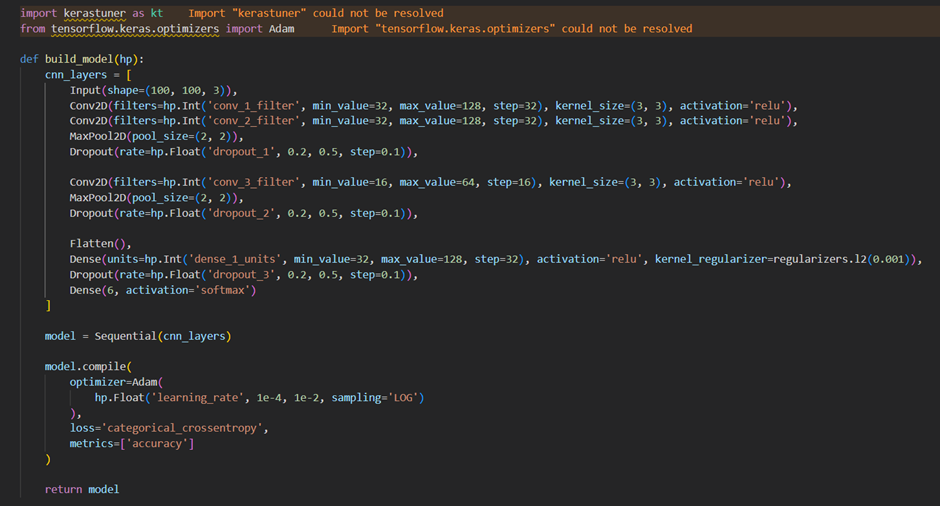 import kerastuner as kt    Import "kerastuner" could not be resolved
from tensorflow.keras.optimizers import Adam    Import "tensorflow.keras.optimizers" could not be resolved
def build_model(hp):
    cnn_layers = [
        Input(shape=(100, 100, 3)),
        Conv2D(filters=hp.Int('conv_1_filter', min_value=32, max_value=128, step=32), kernel_size=(3, 3), activation='relu'),
        Conv2D(filters=hp.Int('conv_2_filter', min_value=32, max_value=128, step=32), kernel_size=(3, 3), activation='relu'),
        MaxPool2D(pool_size=(2, 2)),
        Dropout(rate=hp.Float('dropout_1', 0.2, 0.5, step=0.1)),
        Conv2D(filters=hp.Int('conv_3_filter', min_value=16, max_value=64, step=16), kernel_size=(3, 3), activation='relu'),
        MaxPool2D(pool_size=(2, 2)),
        Dropout(rate=hp.Float('dropout_2', 0.2, 0.5, step=0.1)),
        Flatten(),
        Dense(units=hp.Int('dense_1_units', min_value=32, max_value=128, step=32), activation='relu', kernel_regularizer=regularizers.l2(0.001)),
        Dropout(rate=hp.Float('dropout_3', 0.2, 0.5, step=0.1)),
        Dense(6, activation='softmax')
    ]
    model = Sequential(cnn_layers)
    model.compile(
        optimizer=Adam(
            hp.Float('learning_rate', 1e-4, 1e-2, sampling='LOG')
        ),
        loss='categorical_crossentropy',
        metrics=['accuracy']
    )
    return model